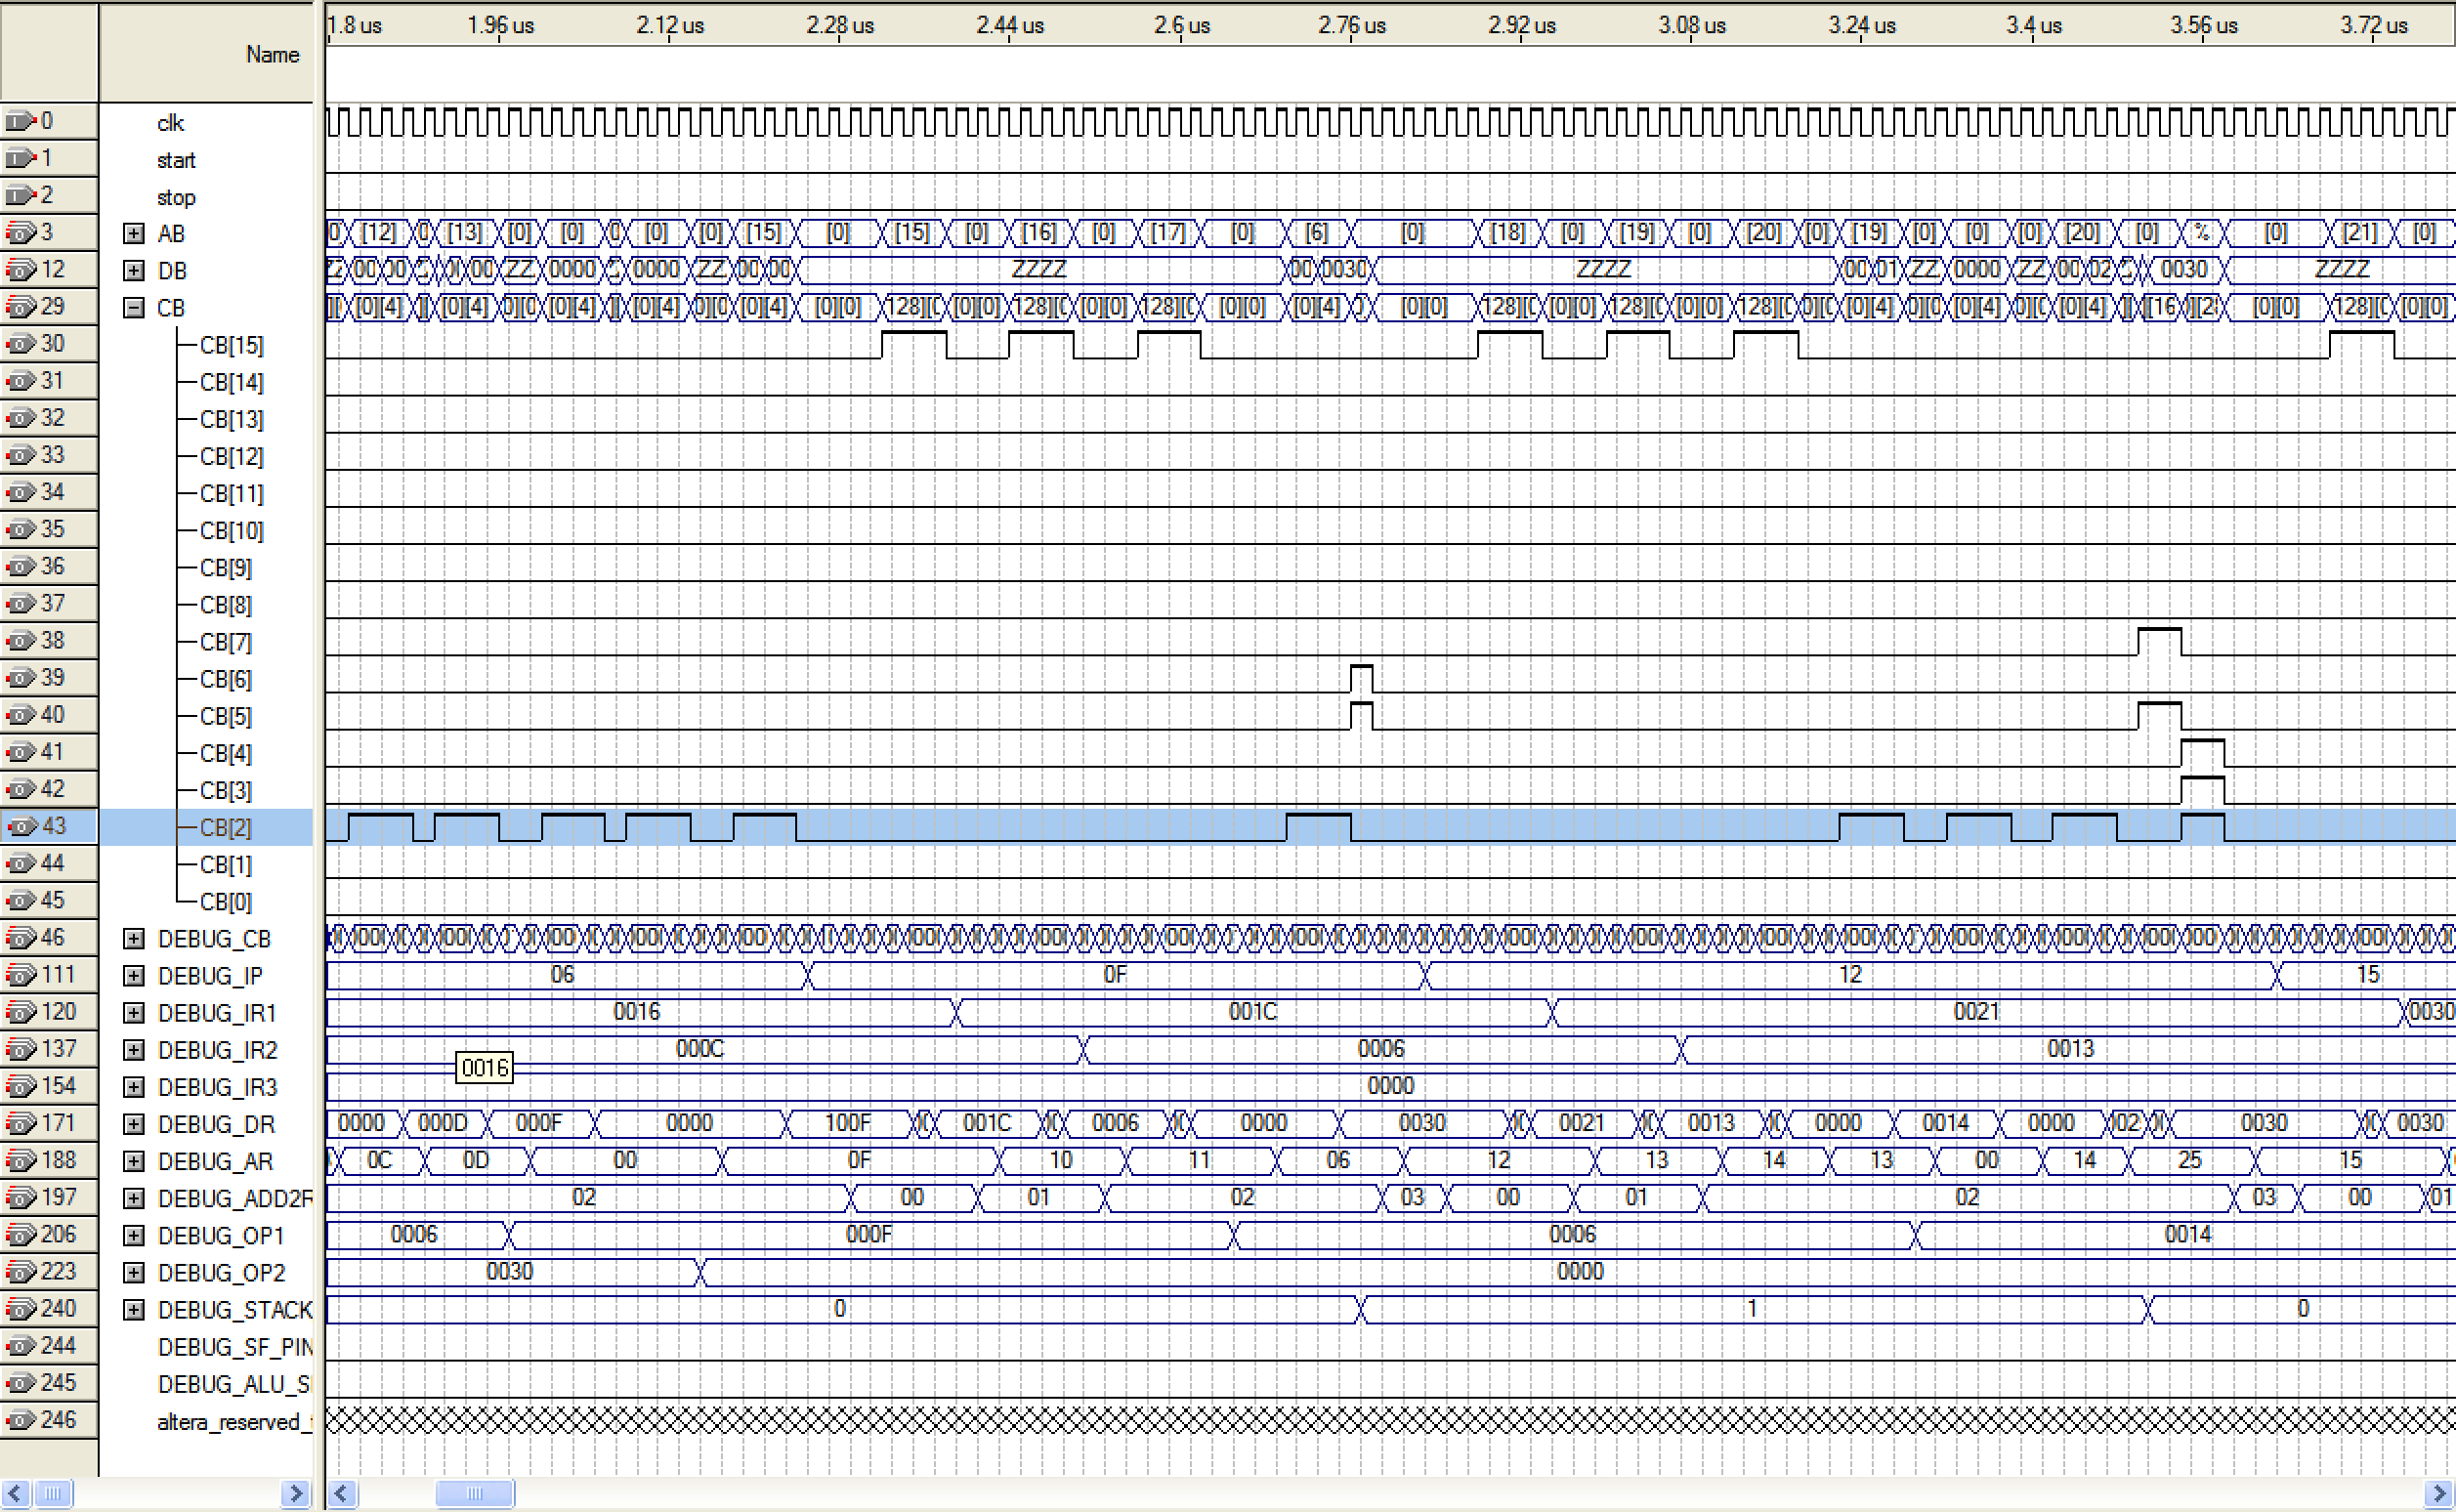 1.8 us 1.96 us 2.12 us 2.28 us 2.44 us 2.6 us 2.76 us 2.92 us 3.08 us 3.24 us 3.4 us 3.56 us 3.72 us
Name
0 clk
1 start
2 stop
3 AB [12] [13] [0] [0] [0] [0] [15] [0] [15] [0] [16] [0] [17] [0] [6] [0] [18] [0] [19] [0] [20] [0] [19] [0] [0] [0] [20] [0] % [0] [21] [0]
12 DB 00 00 00 ZZ 0000 0000 ZZ 00 00 ZZZZ 00 0030 ZZZZ 00 01 ZZ 0000 ZZ 00 02 0030 ZZZZ
29 CB [0][4] [0][4] [0][4] [0][4] [0][4] [0][0] [0][0] [0][0] [0][0] [0][4] [0][0] [0][0] [0][0] [0][4] [0][4] [0][4] [0][0] [0][0]
30 CB[15]
31 CB[14]
32 CB[13]
33 CB[12]
34 CB[11]
35 CB[10]
36 CB[9]
37 CB[8]
38 CB[7]
39 CB[6]
40 CB[5]
41 CB[4]
42 CB[3]
43 CB[2]
44 CB[1]
45 CB[0]
46 DEBUG_CB
111 DEBUG_IP 06 0F 12 15
120 DEBUG_IR1 0016 001C 0021 0030
137 DEBUG_IR2 000C 0006 0013
0016
154 DEBUG_IR3 0000
171 DEBUG_DR 0000 000D 000F 0000 100F 001C 0006 0000 0030 0021 0013 0000 0014 0000 002 0030 0030
188 DEBUG_AR 0C 0D 00 0F 10 11 06 12 13 14 13 00 14 25 15
197 DEBUG_ADD2R 02 00 01 02 03 00 01 02 03 00 01
206 DEBUG_OP1 0006 000F 0006 0014
223 DEBUG_OP2 0030 0000
240 DEBUG_STACK 0 1 0
244 DEBUG_SF_PIN
245 DEBUG_ALU_S
246 altera_reserved_